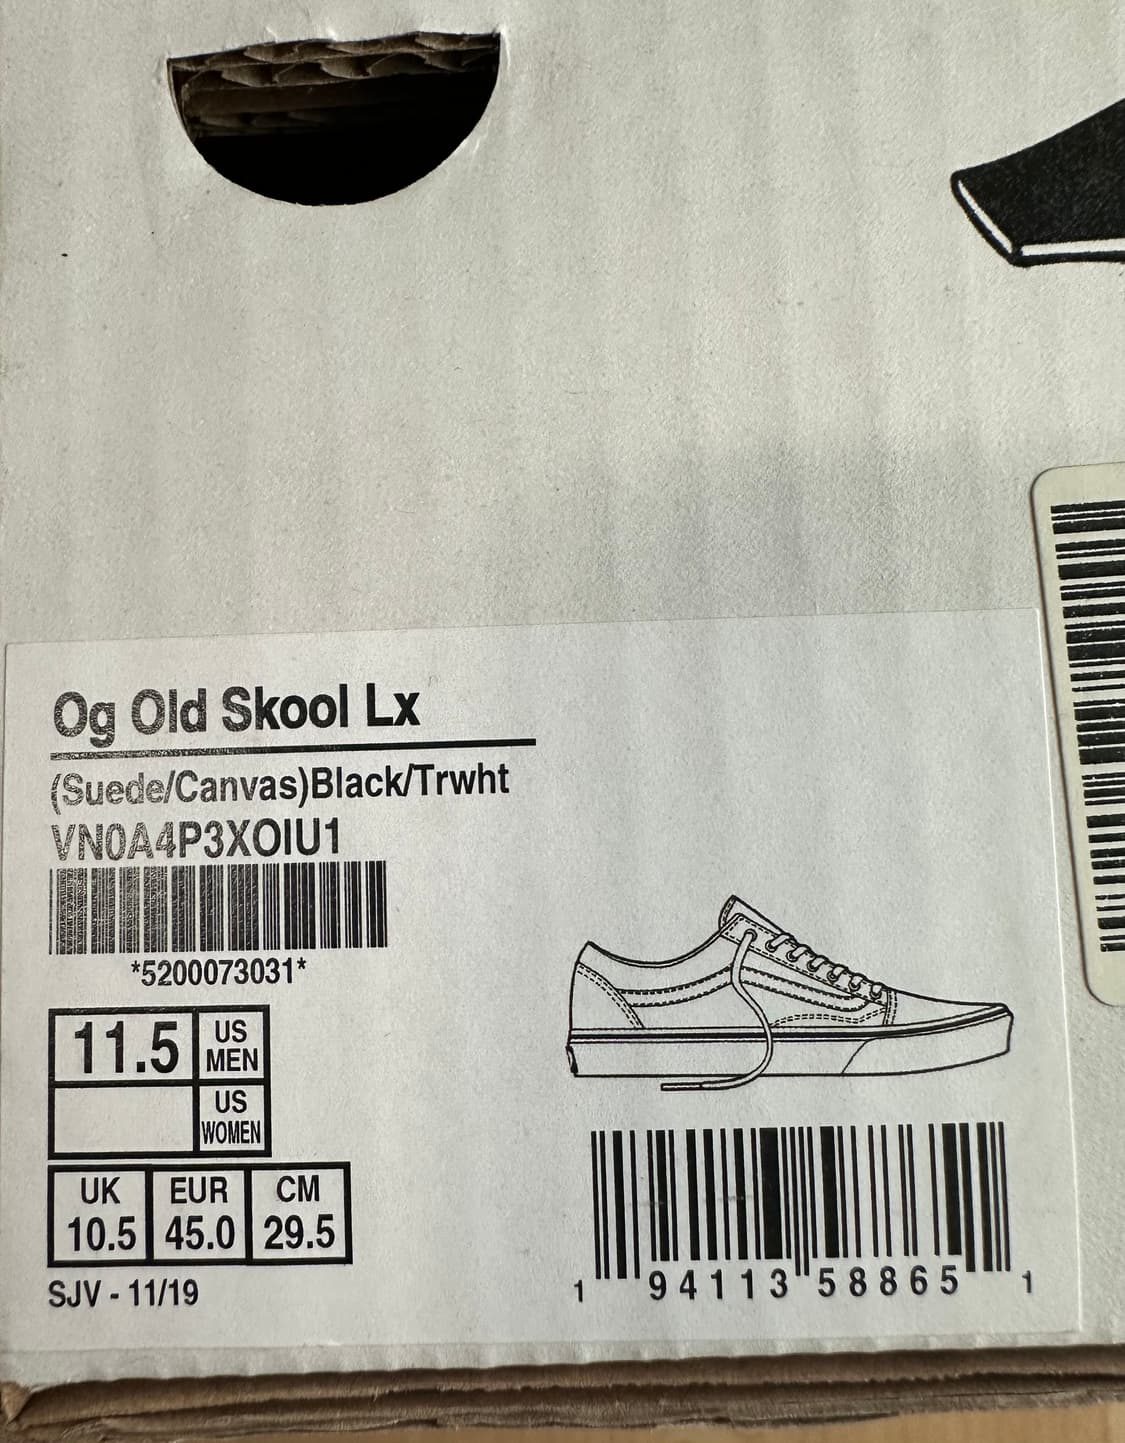 Og Old Skool Lx
(Suede/Canvas)Black/Trwht
VN0A4P3XOIU1
*5200073031*
11.5 US MEN
US WOMEN
UK EUR CM
10.5 45.0 29.5
SJV - 11/19
1 94113 58865 1